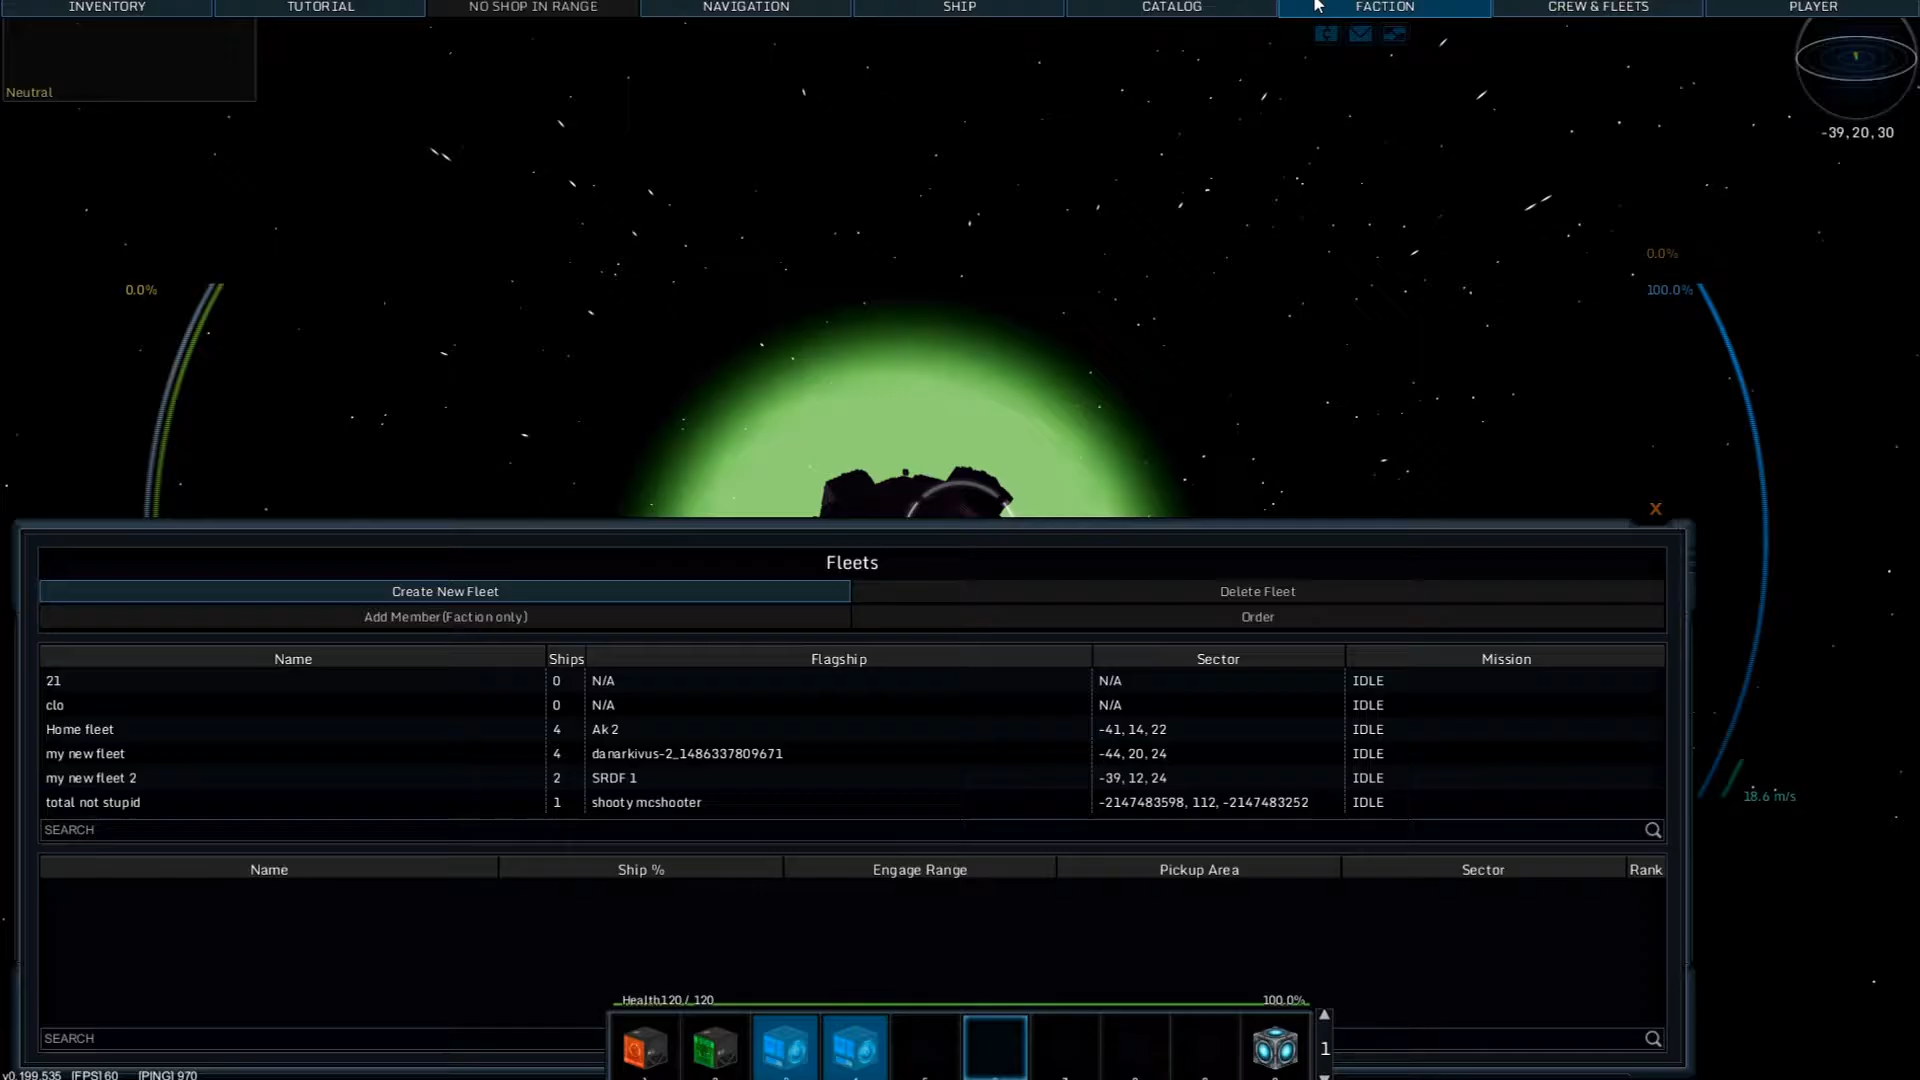 INVENTORY TUTORIAL NO SHOP IN RANGE NAVIGATION SHIP CATALOG FACTION CREW & FLEETS PLAYER
Neutral
-39, 20, 30
0.0%
0.0%
100.0%
18.6 m/s
X
Fleets
Create New Fleet Delete Fleet
Add Member(Faction only) Order
Name Ships Flagship Sector Mission
21 0 N/A N/A IDLE
clo 0 N/A N/A IDLE
Home fleet 4 Ak 2 -41, 14, 22 IDLE
my new fleet 4 danarkivus-2_1486337809671 -44, 20, 24 IDLE
my new fleet 2 2 SRDF 1 -39, 12, 24 IDLE
total not stupid 1 shooty mcshooter -2147483598, 112, -2147483252 IDLE
SEARCH
Name Ship % Engage Range Pickup Area Sector Rank
Health120 / 120 100.0%
SEARCH
1
v0.199.535 [FPS] 60 [PING] 970